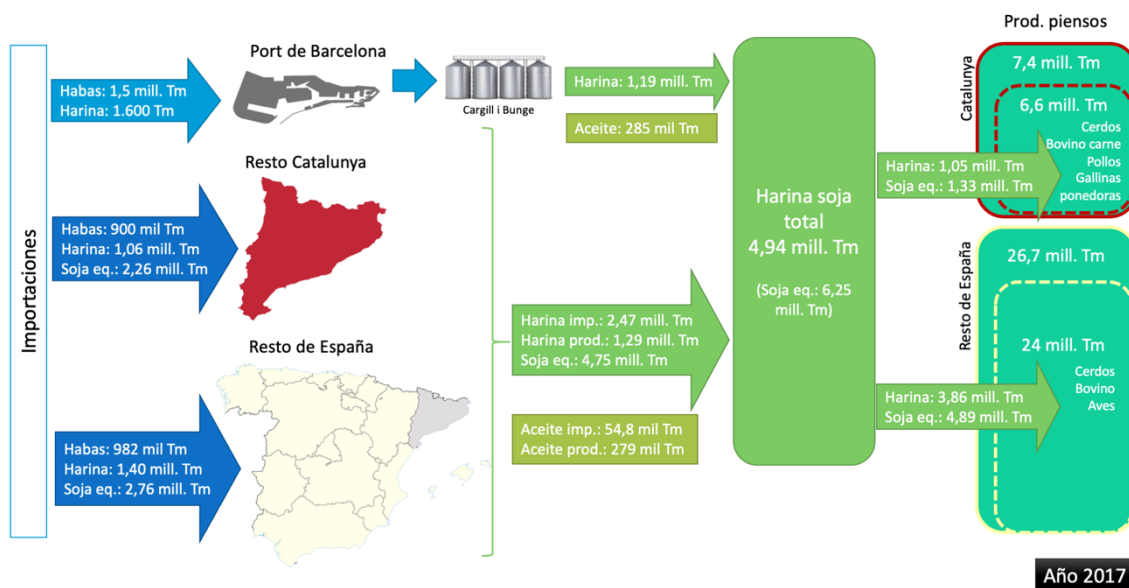 Prod. piensos
Port de Barcelona
Importaciones
Habas: 1,5 mill. Tm
Harina: 1.600 Tm
Cargill i Bunge
Harina: 1,19 mill. Tm
Aceite: 285 mil Tm
Catalunya
7,4 mill. Tm
6,6 mill. Tm
Cerdos
Bovino carne
Pollos
Gallinas
ponedoras
Harina: 1,05 mill. Tm
Soja eq.: 1,33 mill. Tm
Resto Catalunya
Habas: 900 mil Tm
Harina: 1,06 mill. Tm
Soja eq.: 2,26 mill. Tm
Harina soja
total
4,94 mill. Tm
(Soja eq.: 6,25
mill. Tm)
Resto de España
Habas: 982 mil Tm
Harina: 1,40 mill. Tm
Soja eq.: 2,76 mill. Tm
Harina imp.: 2,47 mill. Tm
Harina prod.: 1,29 mill. Tm
Soja eq.: 4,75 mill. Tm
Aceite imp.: 54,8 mil Tm
Aceite prod.: 279 mil Tm
Resto de España
26,7 mill. Tm
24 mill. Tm
Cerdos
Bovino
Aves
Harina: 3,86 mill. Tm
Soja eq.: 4,89 mill. Tm
Año 2017